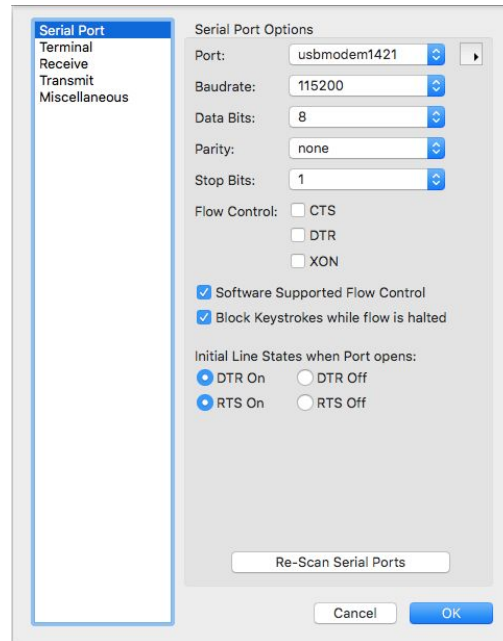 Serial Port
Terminal
Receive
Transmit
Miscellaneous
Serial Port Options
Port: usbmodem1421
Baudrate: 115200
Data Bits: 8
Parity: none
Stop Bits: 1
Flow Control: CTS
DTR
XON
Software Supported Flow Control
Block Keystrokes while flow is halted
Initial Line States when Port opens:
DTR On DTR Off
RTS On RTS Off
Re-Scan Serial Ports
Cancel OK